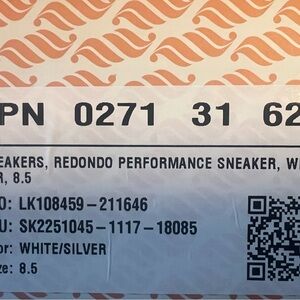 PN 0271 31 62
EAKERS, REDONDO PERFORMANCE SNEAKER, W
R, 8.5
O: LK108459-211646
U: SK2251045-1117-18085
or: WHITE/SILVER
ze: 8.5